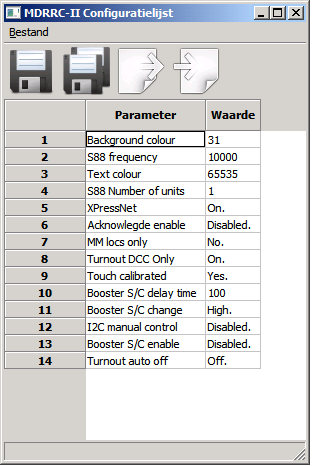 MDRRC-II Configuratielijst
Bestand
Parameter Waarde
1 Background colour 31
2 S88 frequency 10000
3 Text colour 65535
4 S88 Number of units 1
5 XPressNet On.
6 Acknowlegde enable Disabled.
7 MM locs only No.
8 Turnout DCC Only On.
9 Touch calibrated Yes.
10 Booster S/C delay time 100
11 Booster S/C change High.
12 I2C manual control Disabled.
13 Booster S/C enable Disabled.
14 Turnout auto off Off.